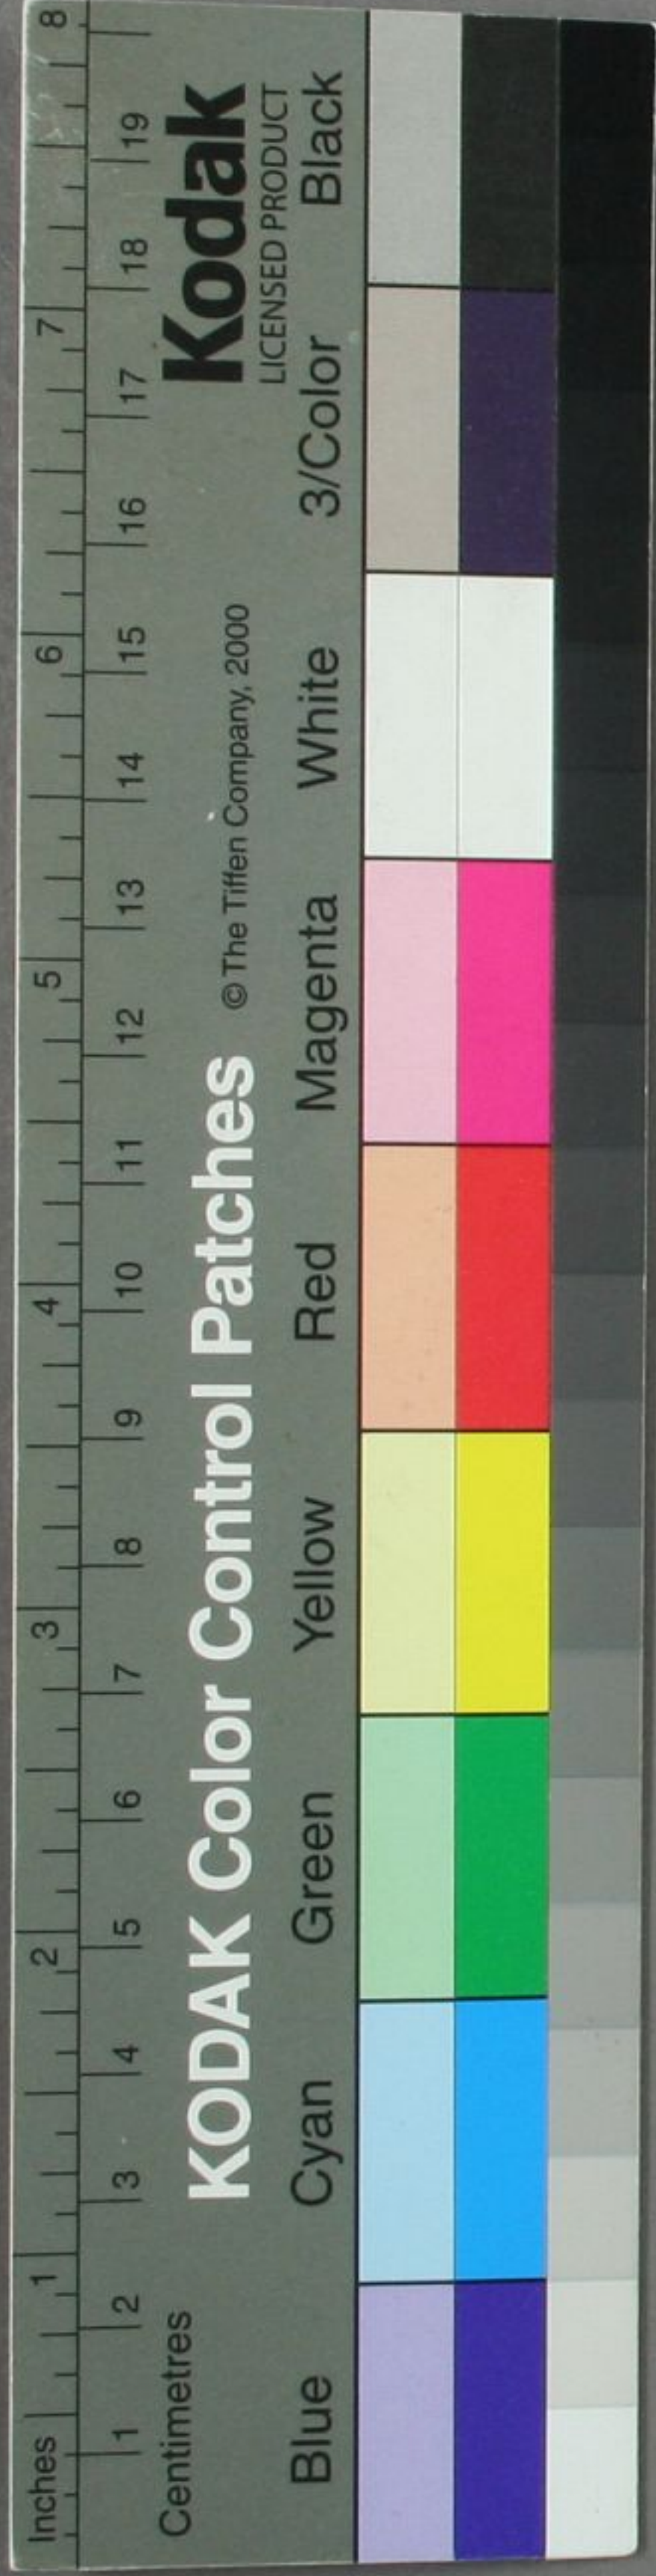 Inches 1 2 3 4 5 6 7 8
1 2 3 4 5 6 7 8 9 10 11 12 13 14 15 16 17 18 19
Centimetres
KODAK Color Control Patches © The Tiffen Company, 2000 Kodak
LICENSED PRODUCT
Blue Cyan Green Yellow Red Magenta White 3/Color Black